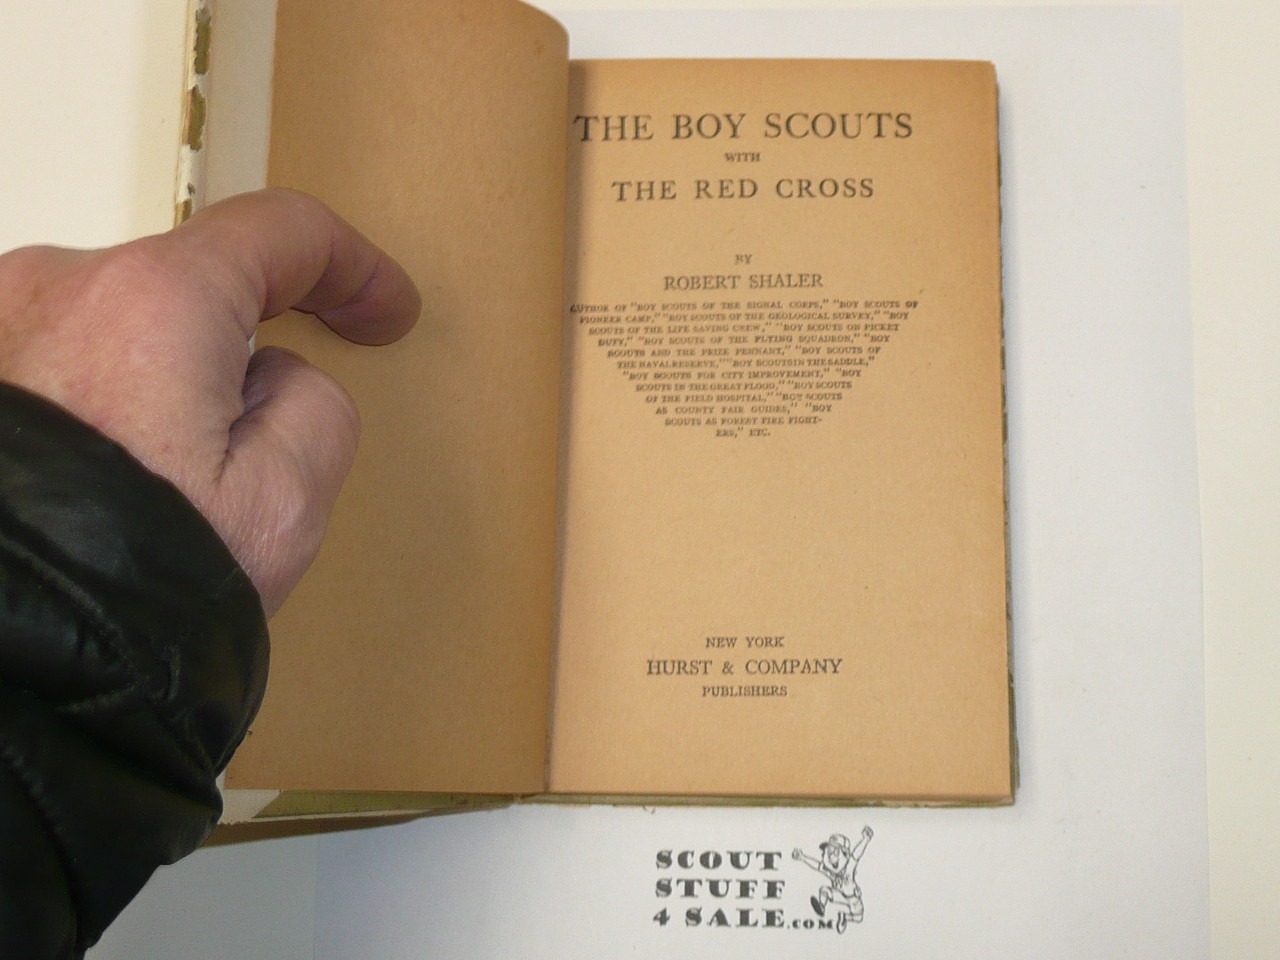 THE BOY SCOUTS
WITH
THE RED CROSS
BY
ROBERT SHALER
AUTHOR OF "BOY SCOUTS OF THE SIGNAL CORPS," "BOY SCOUTS OF
PIONEER CAMP," "BOY SCOUTS OF THE GEOLOGICAL SURVEY," "BOY
SCOUTS OF THE LIFE SAVING CREW," "BOY SCOUTS ON PICKET
DUTY," "BOY SCOUTS OF THE FLYING SQUADRON," "BOY
SCOUTS AND THE PRIZE PENNANT," "BOY SCOUTS OF
THE NAVAL RESERVE," "BOY SCOUTS IN THE SADDLE,"
"BOY SCOUTS FOR CITY IMPROVEMENT," "BOY
SCOUTS IN THE GREAT FLOOD," "BOY SCOUTS
OF THE FIELD HOSPITAL," "BOY SCOUTS
AS COUNTY FAIR GUIDES," "BOY
SCOUTS AS FOREST FIRE FIGHT-
ERS," ETC.
NEW YORK
HURST & COMPANY
PUBLISHERS
SCOUT
STUFF
4 SALE.COM